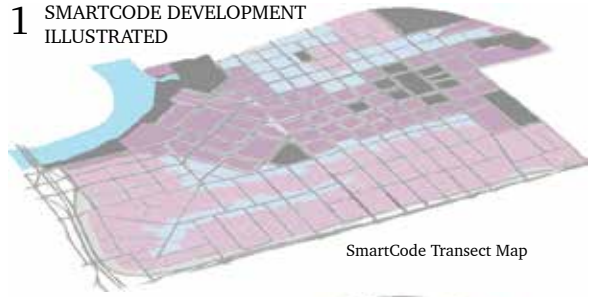 1 SMARTCODE DEVELOPMENT
ILLUSTRATED
SmartCode Transect Map